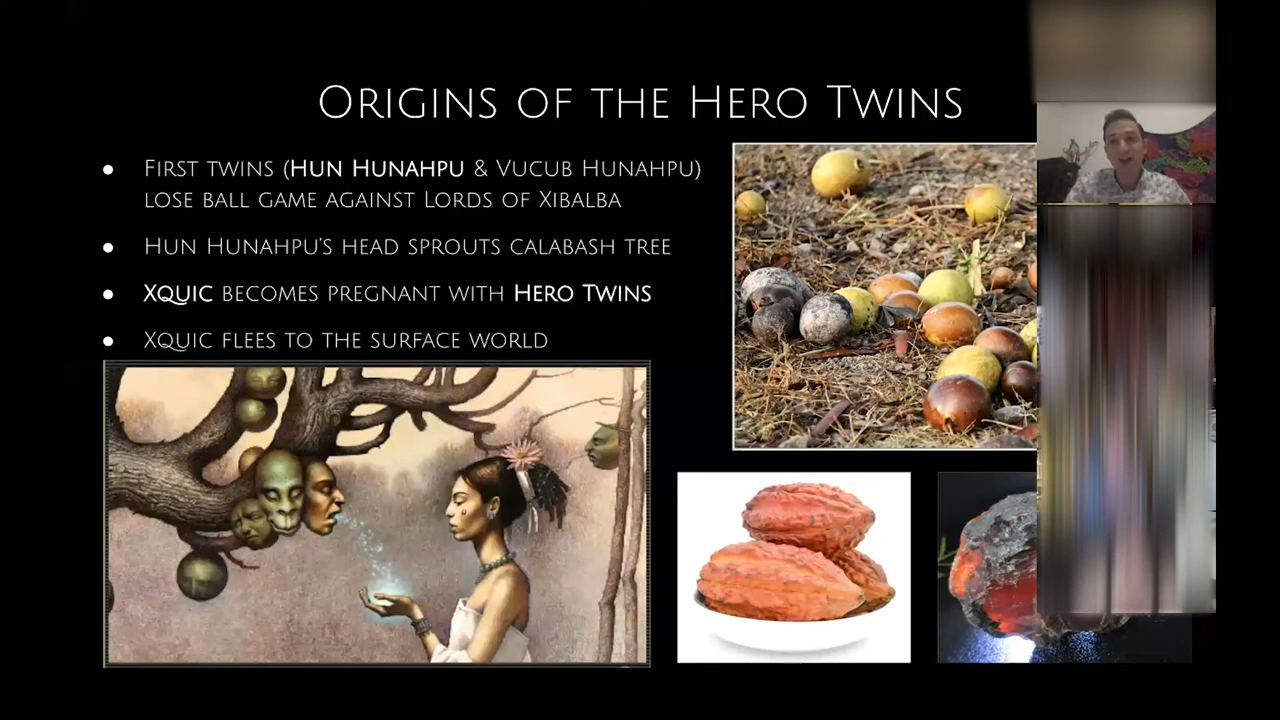 Origins of the Hero Twins
First twins (Hun Hunahpu & Vucub Hunahpu)
lose ball game against Lords of Xibalba
Hun Hunahpu's head sprouts calabash tree
Xquic becomes pregnant with Hero Twins
Xquic flees to the surface world